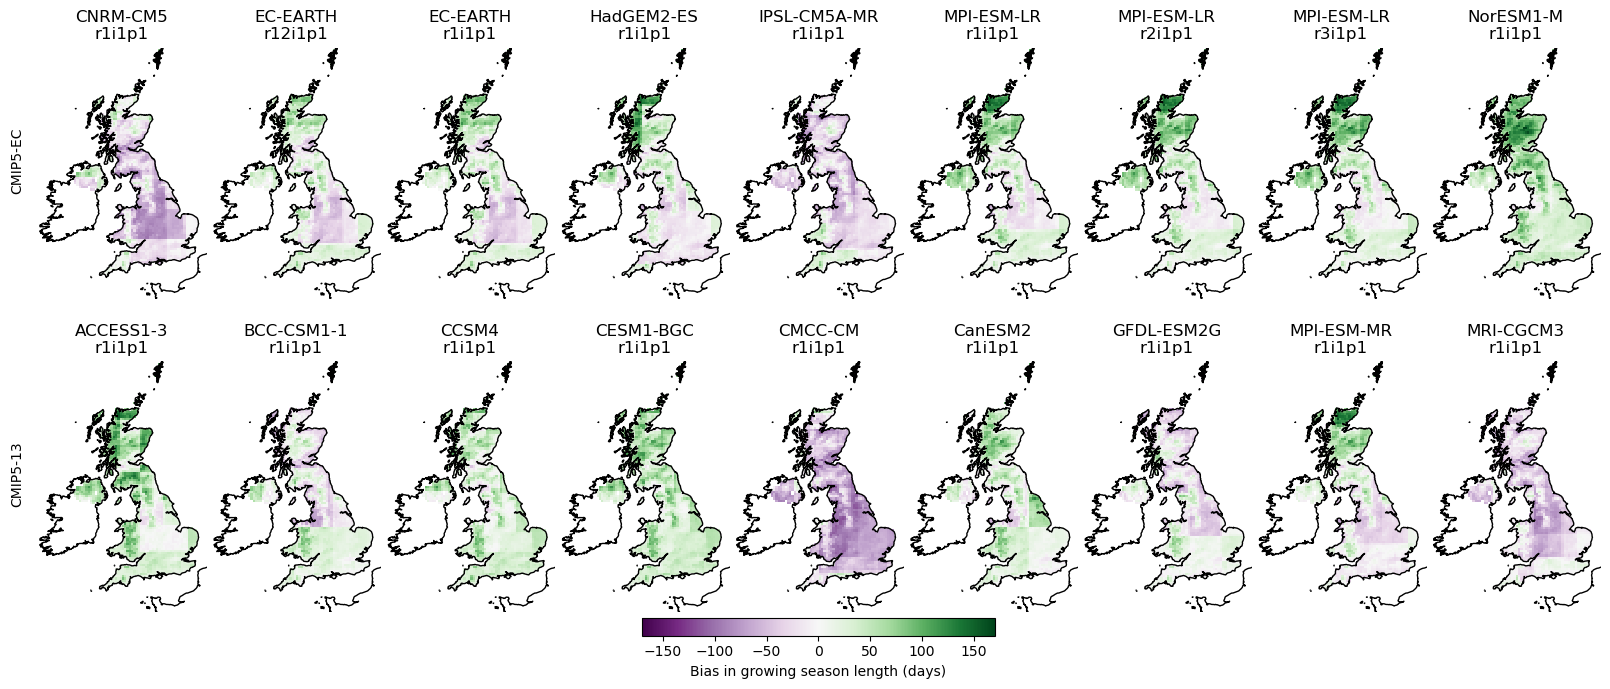 CNRM-CM5 EC-EARTH EC-EARTH HadGEM2-ES IPSL-CM5A-MR MPI-ESM-LR MPI-ESM-LR MPI-ESM-LR NorESM1-M
r1i1p1 r12i1p1 r1i1p1 r1i1p1 r1i1p1 r1i1p1 r2i1p1 r3i1p1 r1i1p1
CMIP5-EC
ACCESS1-3 BCC-CSM1-1 CCSM4 CESM1-BGC CMCC-CM CanESM2 GFDL-ESM2G MPI-ESM-MR MRI-CGCM3
r1i1p1 r1i1p1 r1i1p1 r1i1p1 r1i1p1 r1i1p1 r1i1p1 r1i1p1 r1i1p1
CMIP5-13
−150 −100 −50 0 50 100 150
Bias in growing season length (days)